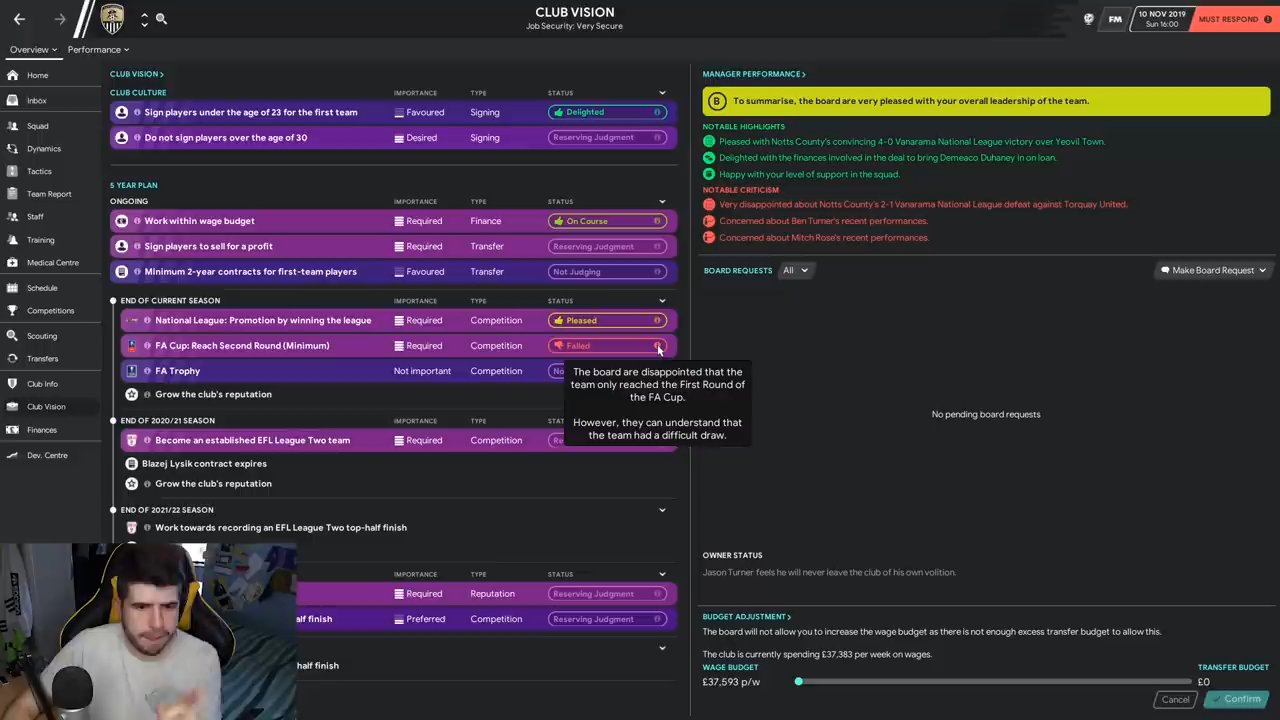 CLUB VISION
Job Security: Very Secure
FM
10 NOV 2019
Sun 16:00
MUST RESPOND
Overview
Performance
Home
Inbox
Squad
Dynamics
Tactics
Team Report
Staff
Training
Medical Centre
Schedule
Competitions
Scouting
Transfers
Club Info
Club Vision
Finances
Dev. Centre
CLUB VISION >
CLUB CULTURE IMPORTANCE TYPE STATUS
Sign players under the age of 23 for the first team Favoured Signing Delighted
Do not sign players over the age of 30 Desired Signing Reserving Judgment
5 YEAR PLAN
ONGOING IMPORTANCE TYPE STATUS
Work within wage budget Required Finance On Course
Sign players to sell for a profit Required Transfer Reserving Judgment
Minimum 2-year contracts for first-team players Favoured Transfer Not Judging
END OF CURRENT SEASON IMPORTANCE TYPE STATUS
National League: Promotion by winning the league Required Competition Pleased
FA Cup: Reach Second Round (Minimum) Required Competition Failed
FA Trophy Not important Competition
Grow the club's reputation
The board are disappointed that the
team only reached the First Round of
the FA Cup.
However, they can understand that
the team had a difficult draw.
END OF 2020/21 SEASON IMPORTANCE TYPE
Become an established EFL League Two team Required Competition
Blazej Lysik contract expires
Grow the club's reputation
END OF 2021/22 SEASON
Work towards recording an EFL League Two top-half finish
IMPORTANCE TYPE STATUS
Required Reputation Reserving Judgment
half finish Preferred Competition Reserving Judgment
half finish
MANAGER PERFORMANCE >
B To summarise, the board are very pleased with your overall leadership of the team.
NOTABLE HIGHLIGHTS
Pleased with Notts County's convincing 4-0 Vanarama National League victory over Yeovil Town.
Delighted with the finances involved in the deal to bring Demeaco Duhaney in on loan.
Happy with your level of support in the squad.
NOTABLE CRITICISM
Very disappointed about Notts County's 2-1 Vanarama National League defeat against Torquay United.
Concerned about Ben Turner's recent performances.
Concerned about Mitch Rose's recent performances.
BOARD REQUESTS All Make Board Request
No pending board requests
OWNER STATUS
Jason Turner feels he will never leave the club of his own volition.
BUDGET ADJUSTMENT >
The board will not allow you to increase the wage budget as there is not enough excess transfer budget to allow this.
The club is currently spending £37,383 per week on wages.
WAGE BUDGET TRANSFER BUDGET
£37,593 p/w £0
Cancel Confirm